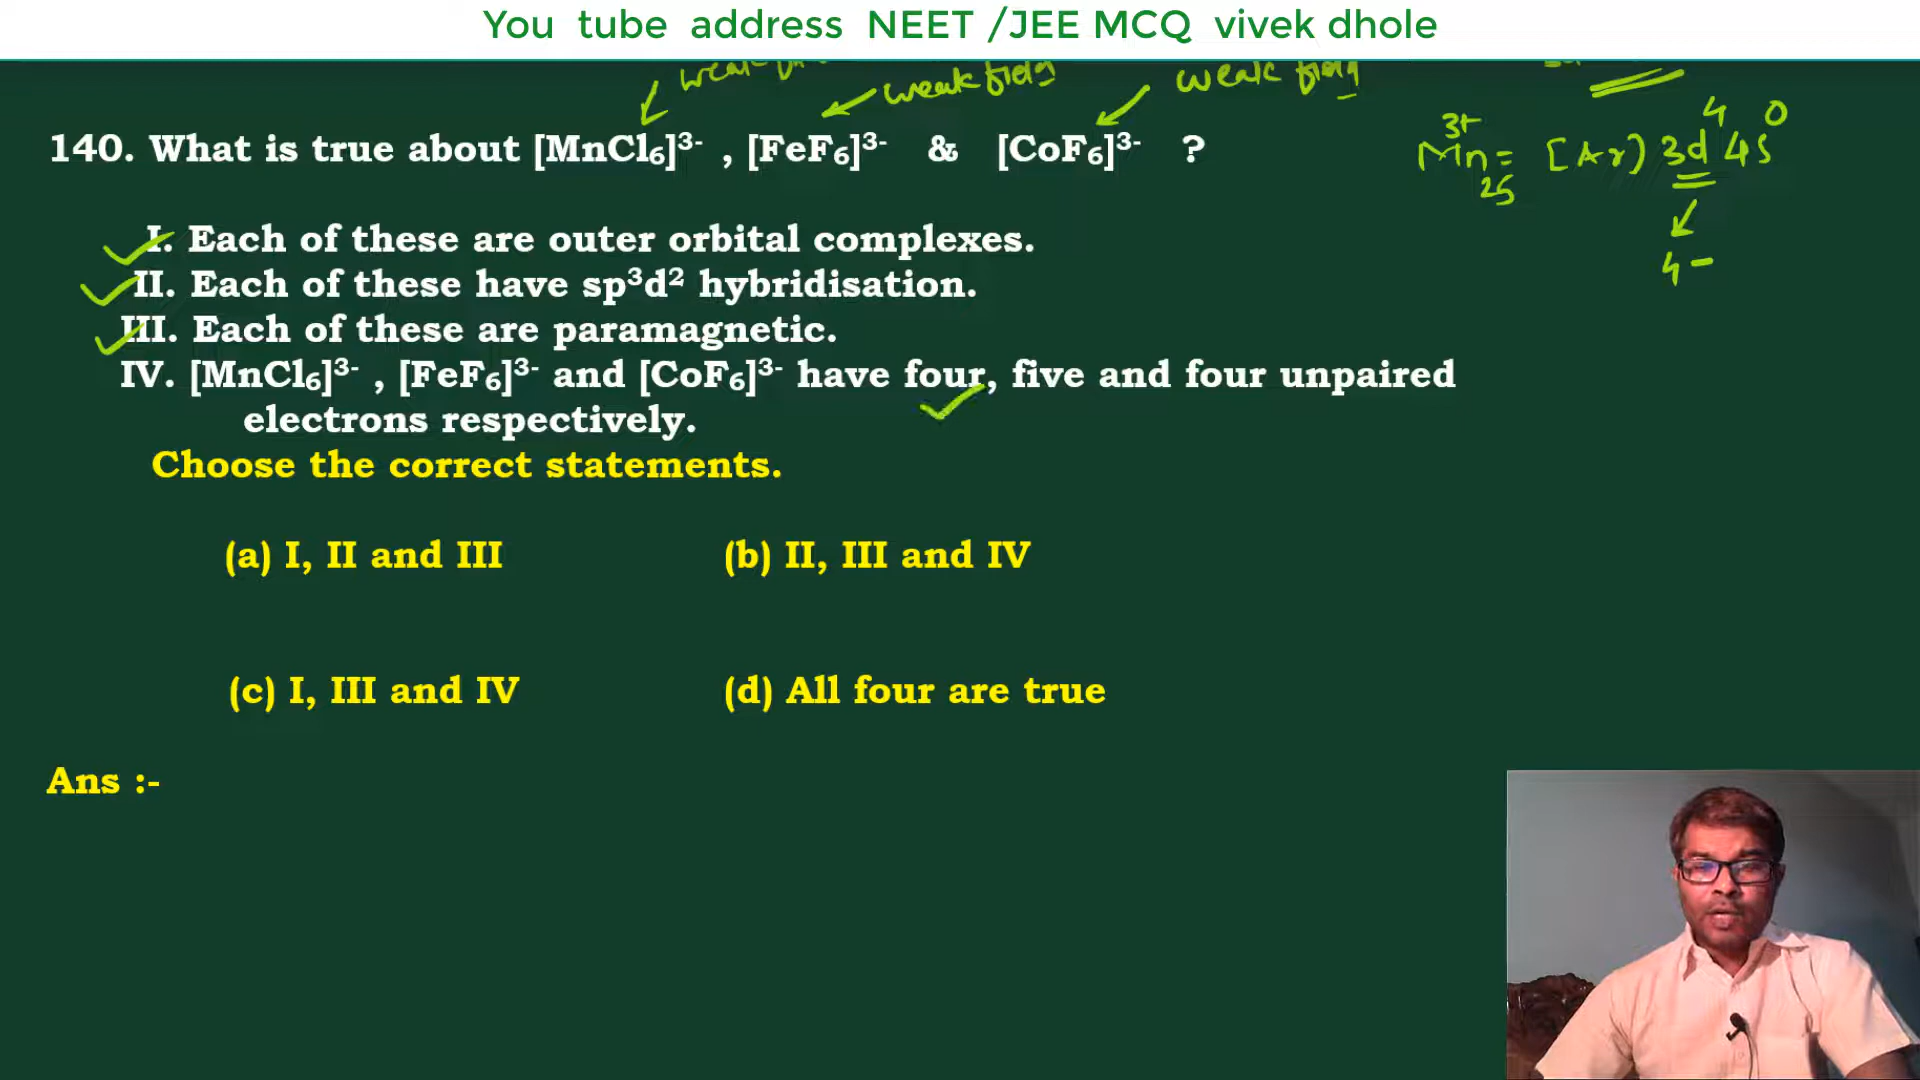 You tube address NEET /JEE MCQ vivek dhole
weak field
weak field
140. What is true about [MnCl₆]³⁻ , [FeF₆]³⁻ & [CoF₆]³⁻ ?
Mn³⁺ = [Ar) 3d⁴ 4s⁰
25
4 -
I. Each of these are outer orbital complexes.
II. Each of these have sp³d² hybridisation.
III. Each of these are paramagnetic.
IV. [MnCl₆]³⁻ , [FeF₆]³⁻ and [CoF₆]³⁻ have four, five and four unpaired
electrons respectively.
Choose the correct statements.
(a) I, II and III (b) II, III and IV
(c) I, III and IV (d) All four are true
Ans :-